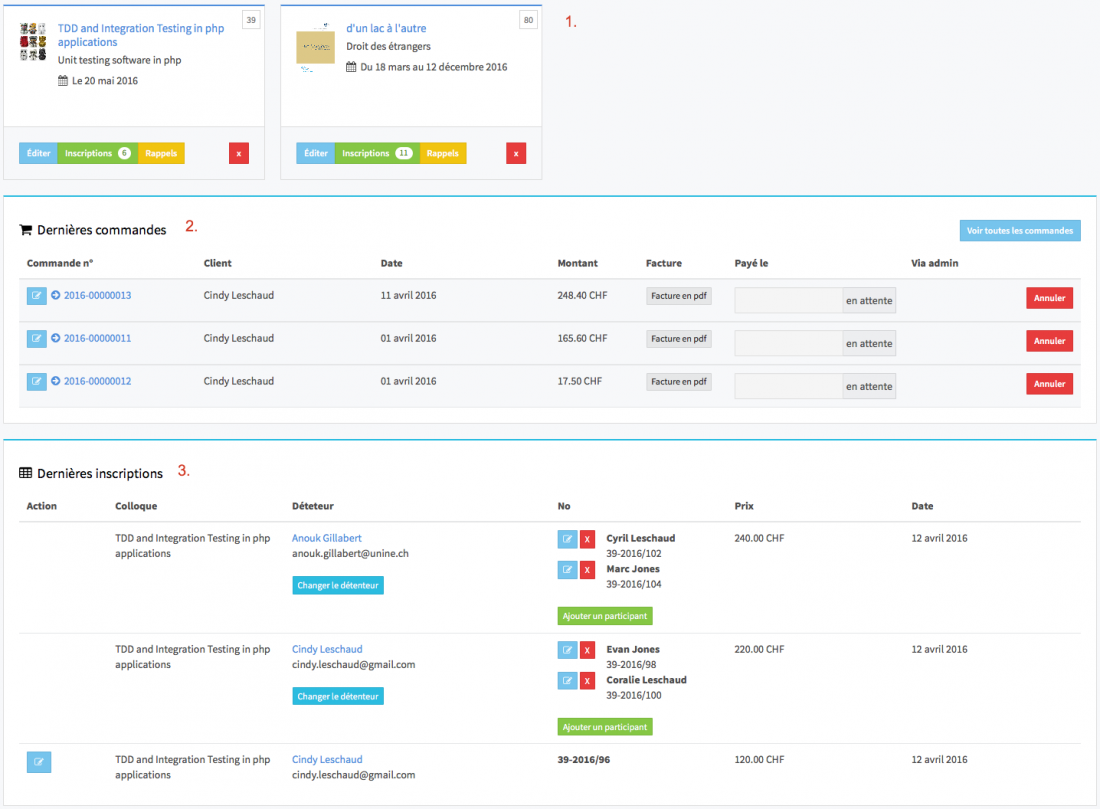 39
TDD and Integration Testing in php
applications
Unit testing software in php
Le 20 mai 2016
Éditer Inscriptions 6 Rappels x
80
d'un lac à l'autre
Droit des étrangers
Du 18 mars au 12 décembre 2016
Éditer Inscriptions 11 Rappels x
1.
Dernières commandes 2. Voir toutes les commandes
Commande n° Client Date Montant Facture Payé le Via admin
2016-00000013 Cindy Leschaud 11 avril 2016 248.40 CHF Facture en pdf en attente Annuler
2016-00000011 Cindy Leschaud 01 avril 2016 165.60 CHF Facture en pdf en attente Annuler
2016-00000012 Cindy Leschaud 01 avril 2016 17.50 CHF Facture en pdf en attente Annuler
Dernières inscriptions 3.
Action Colloque Déteteur No Prix Date
TDD and Integration Testing in php Anouk Gillabert X Cyril Leschaud 240.00 CHF 12 avril 2016
applications anouk.gillabert@unine.ch 39-2016/102
X Marc Jones
Changer le détenteur 39-2016/104
Ajouter un participant
TDD and Integration Testing in php Cindy Leschaud X Evan Jones 220.00 CHF 12 avril 2016
applications cindy.leschaud@gmail.com 39-2016/98
X Coralie Leschaud
Changer le détenteur 39-2016/100
Ajouter un participant
TDD and Integration Testing in php Cindy Leschaud 39-2016/96 120.00 CHF 12 avril 2016
applications cindy.leschaud@gmail.com